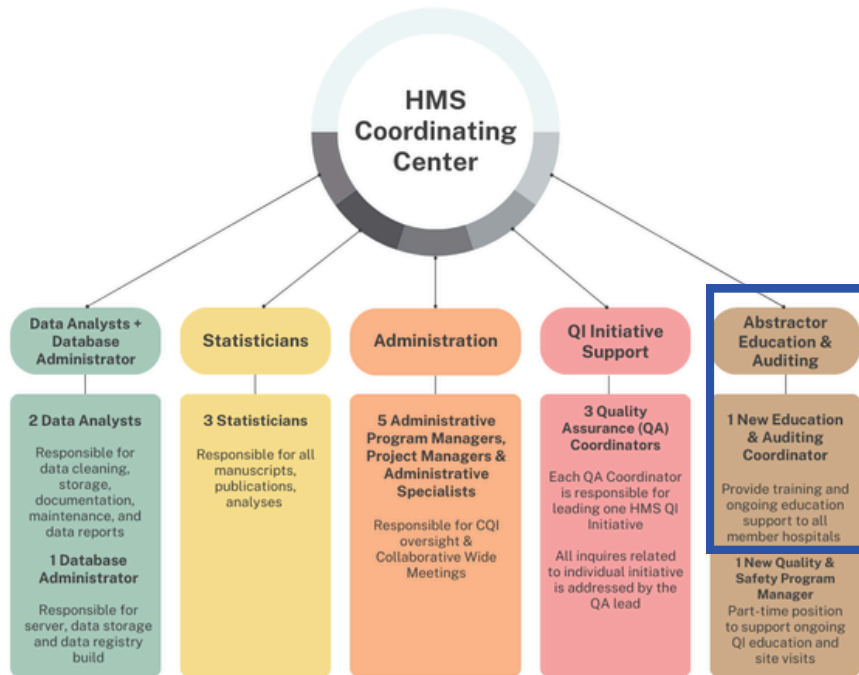 HMS
Coordinating
Center
Data Analysts +
Database
Administrator
2 Data Analysts
Responsible for
data cleaning,
storage,
documentation,
maintenance, and
data reports
1 Database
Administrator
Responsible for
server, data storage
and data registry
build
Statisticians
3 Statisticians
Responsible for all
manuscripts,
publications,
analyses
Administration
5 Administrative
Program Managers,
Project Managers &
Administrative
Specialists
Responsible for CQI
oversight &
Collaborative Wide
Meetings
QI Initiative
Support
3 Quality
Assurance (QA)
Coordinators
Each QA Coordinator
is responsible for
leading one HMS QI
Initiative
All inquires related
to individual initiative
is addressed by the
QA lead
Abstractor
Education &
Auditing
1 New Education
& Auditing
Coordinator
Provide training and
ongoing education
support to all
member hospitals
1 New Quality &
Safety Program
Manager
Part-time position
to support ongoing
QI education and
site visits